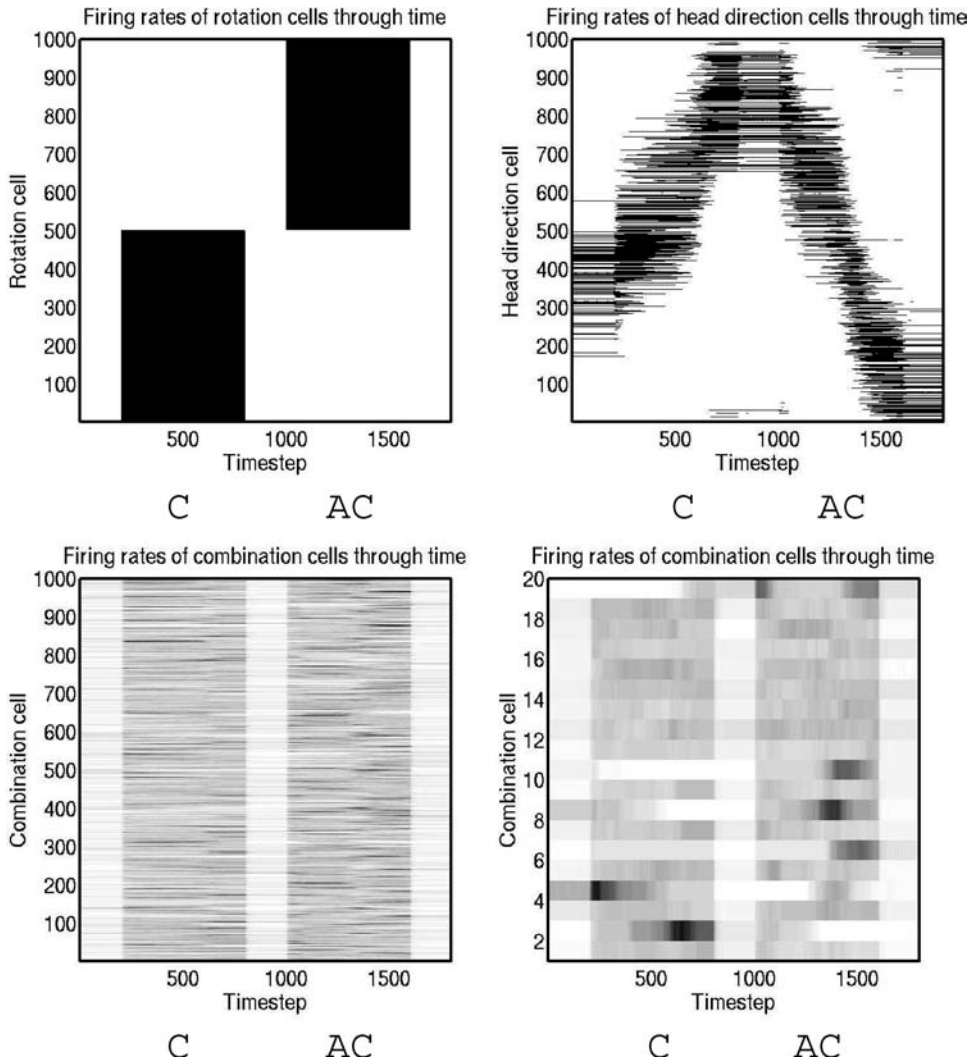 Firing rates of rotation cells through time
Rotation cell
1000
900
800
700
600
500
400
300
200
100
500 1000 1500
Timestep
C AC
Firing rates of head direction cells through time
Head direction cell
1000
900
800
700
600
500
400
300
200
100
500 1000 1500
Timestep
C AC
Firing rates of combination cells through time
Combination cell
1000
900
800
700
600
500
400
300
200
100
500 1000 1500
Timestep
C AC
Firing rates of combination cells through time
Combination cell
20
18
16
14
12
10
8
6
4
2
500 1000 1500
Timestep
C AC